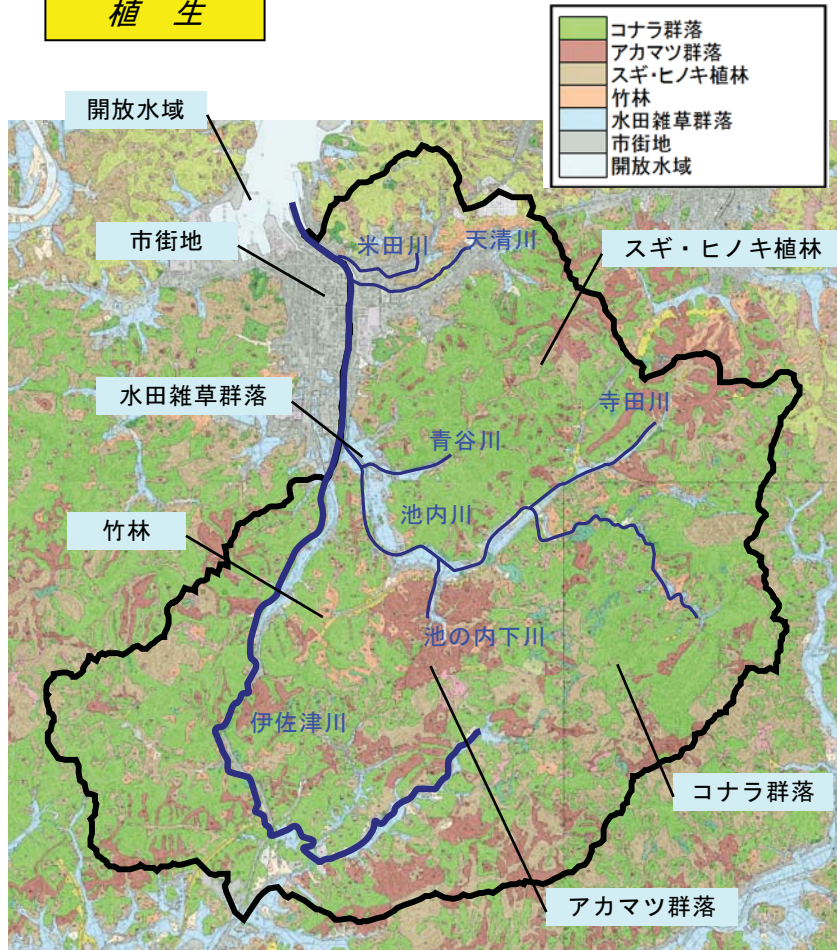 植 生
コナラ群落
アカマツ群落
スギ・ヒノキ植林
竹林
水田雑草群落
市街地
開放水域
開放水域
市街地
米田川
天清川
スギ・ヒノキ植林
水田雑草群落
寺田川
青谷川
池内川
竹林
池の内下川
伊佐津川
コナラ群落
アカマツ群落